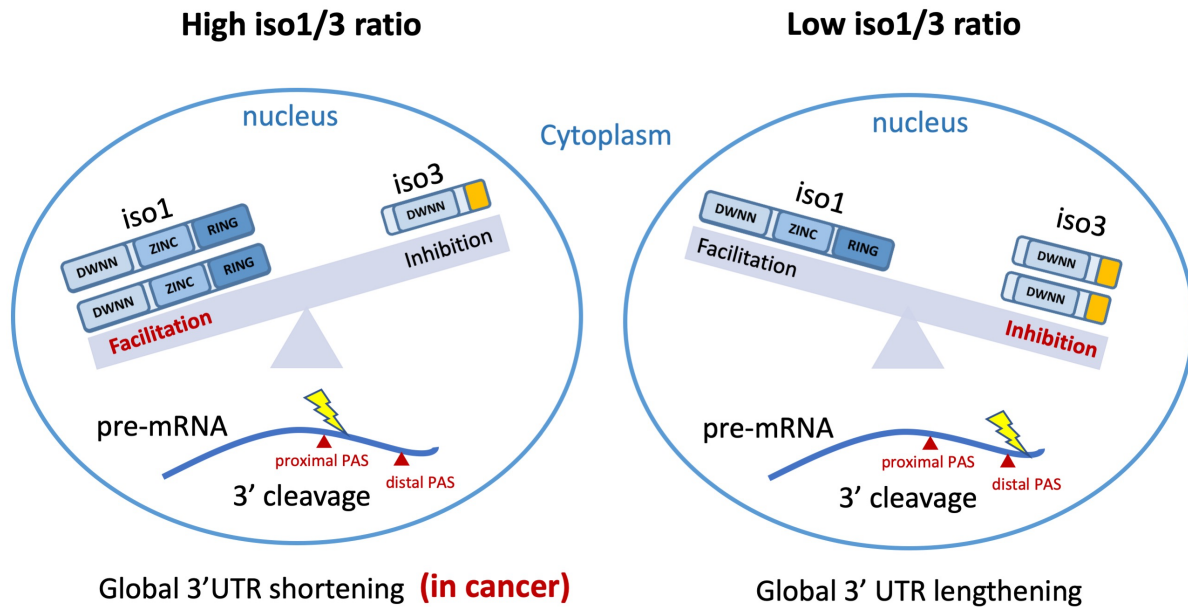 High iso1/3 ratio
Low iso1/3 ratio
nucleus
Cytoplasm
nucleus
iso1
iso3
DWNN ZINC RING
DWNN ZINC RING
DWNN
Facilitation
Inhibition
iso1
iso3
DWNN ZINC RING
DWNN
DWNN
Facilitation
Inhibition
pre-mRNA
proximal PAS
distal PAS
3’ cleavage
pre-mRNA
proximal PAS
distal PAS
3’ cleavage
Global 3’UTR shortening (in cancer)
Global 3’ UTR lengthening